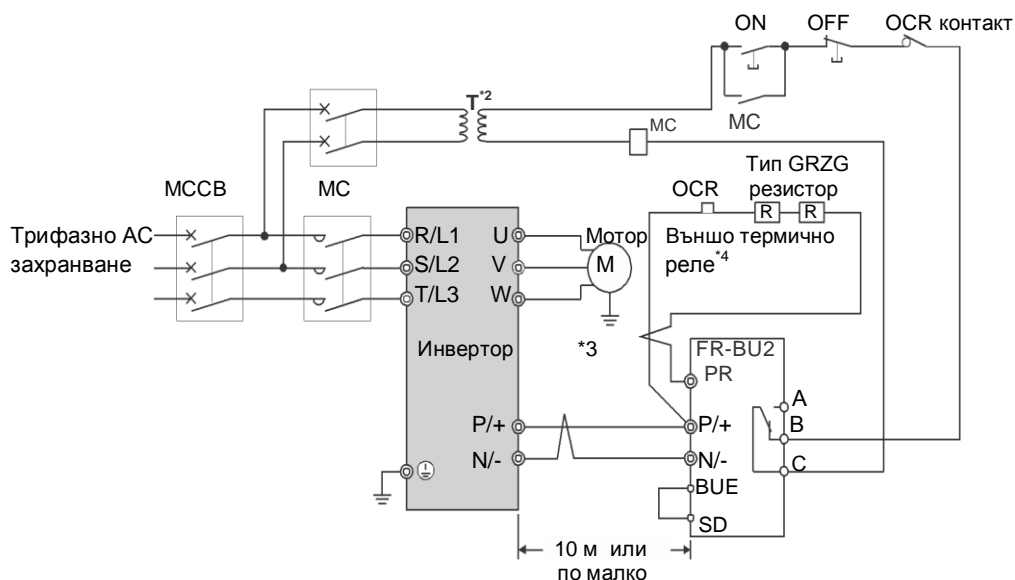 ON OFF OCR контакт
T*2
MC
MC
Тип GRZG
резистор
OCR
R R
MCCB MC
Трифазно AC
захранване
R/L1 U
S/L2 V
T/L3 W
Мотор
M
Външо термично
реле*4
Инвертор
*3
FR-BU2
PR
A
B
C
P/+ P/+
N/- N/-
BUE
SD
10 м или
по малко